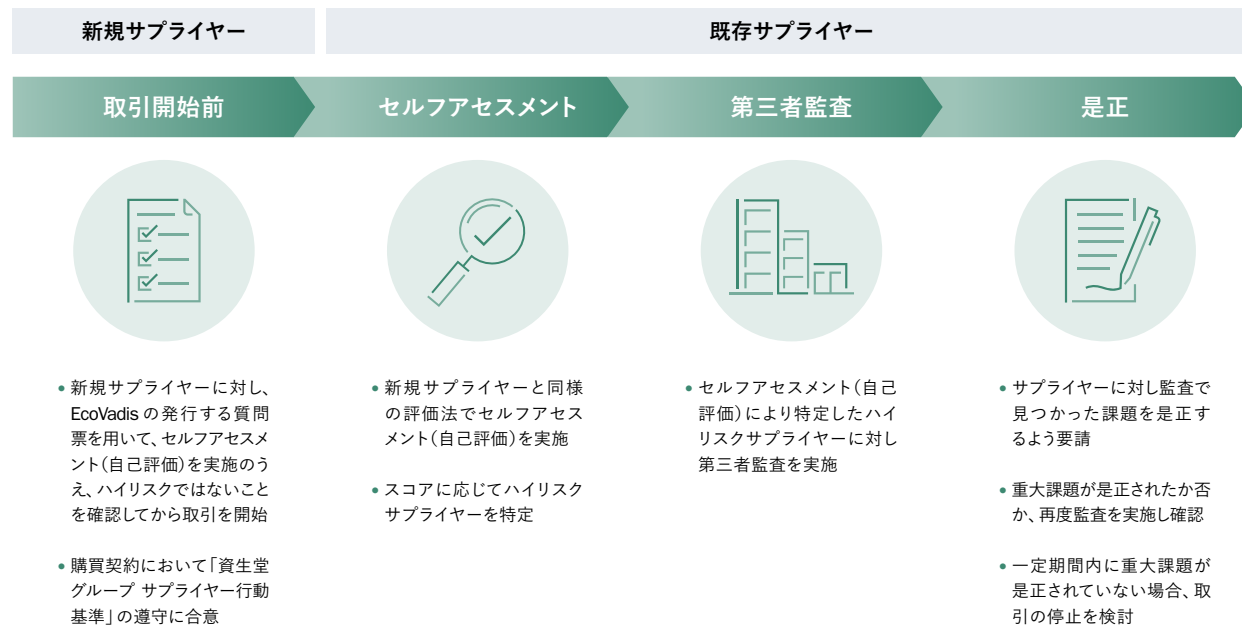 新規サプライヤー
既存サプライヤー
取引開始前
セルフアセスメント
第三者監査
是正
• 新規サプライヤーに対し、
EcoVadis の発行する質問
票を用いて、セルフアセスメ
ント（自己評価）を実施のう
え、ハイリスクではないこと
を確認してから取引を開始
• 購買契約において「資生堂
グループ サプライヤー行動
基準」の遵守に合意
• 新規サプライヤーと同様
の評価法でセルフアセス
メント（自己評価）を実施
• スコアに応じてハイリスク
サプライヤーを特定
• セルフアセスメント（自己
評価）により特定したハイ
リスクサプライヤーに対し
第三者監査を実施
• サプライヤーに対し監査で
見つかった課題を是正す
るよう要請
• 重大課題が是正されたか否
か、再度監査を実施し確認
• 一定期間内に重大課題が
是正されていない場合、取
引の停止を検討